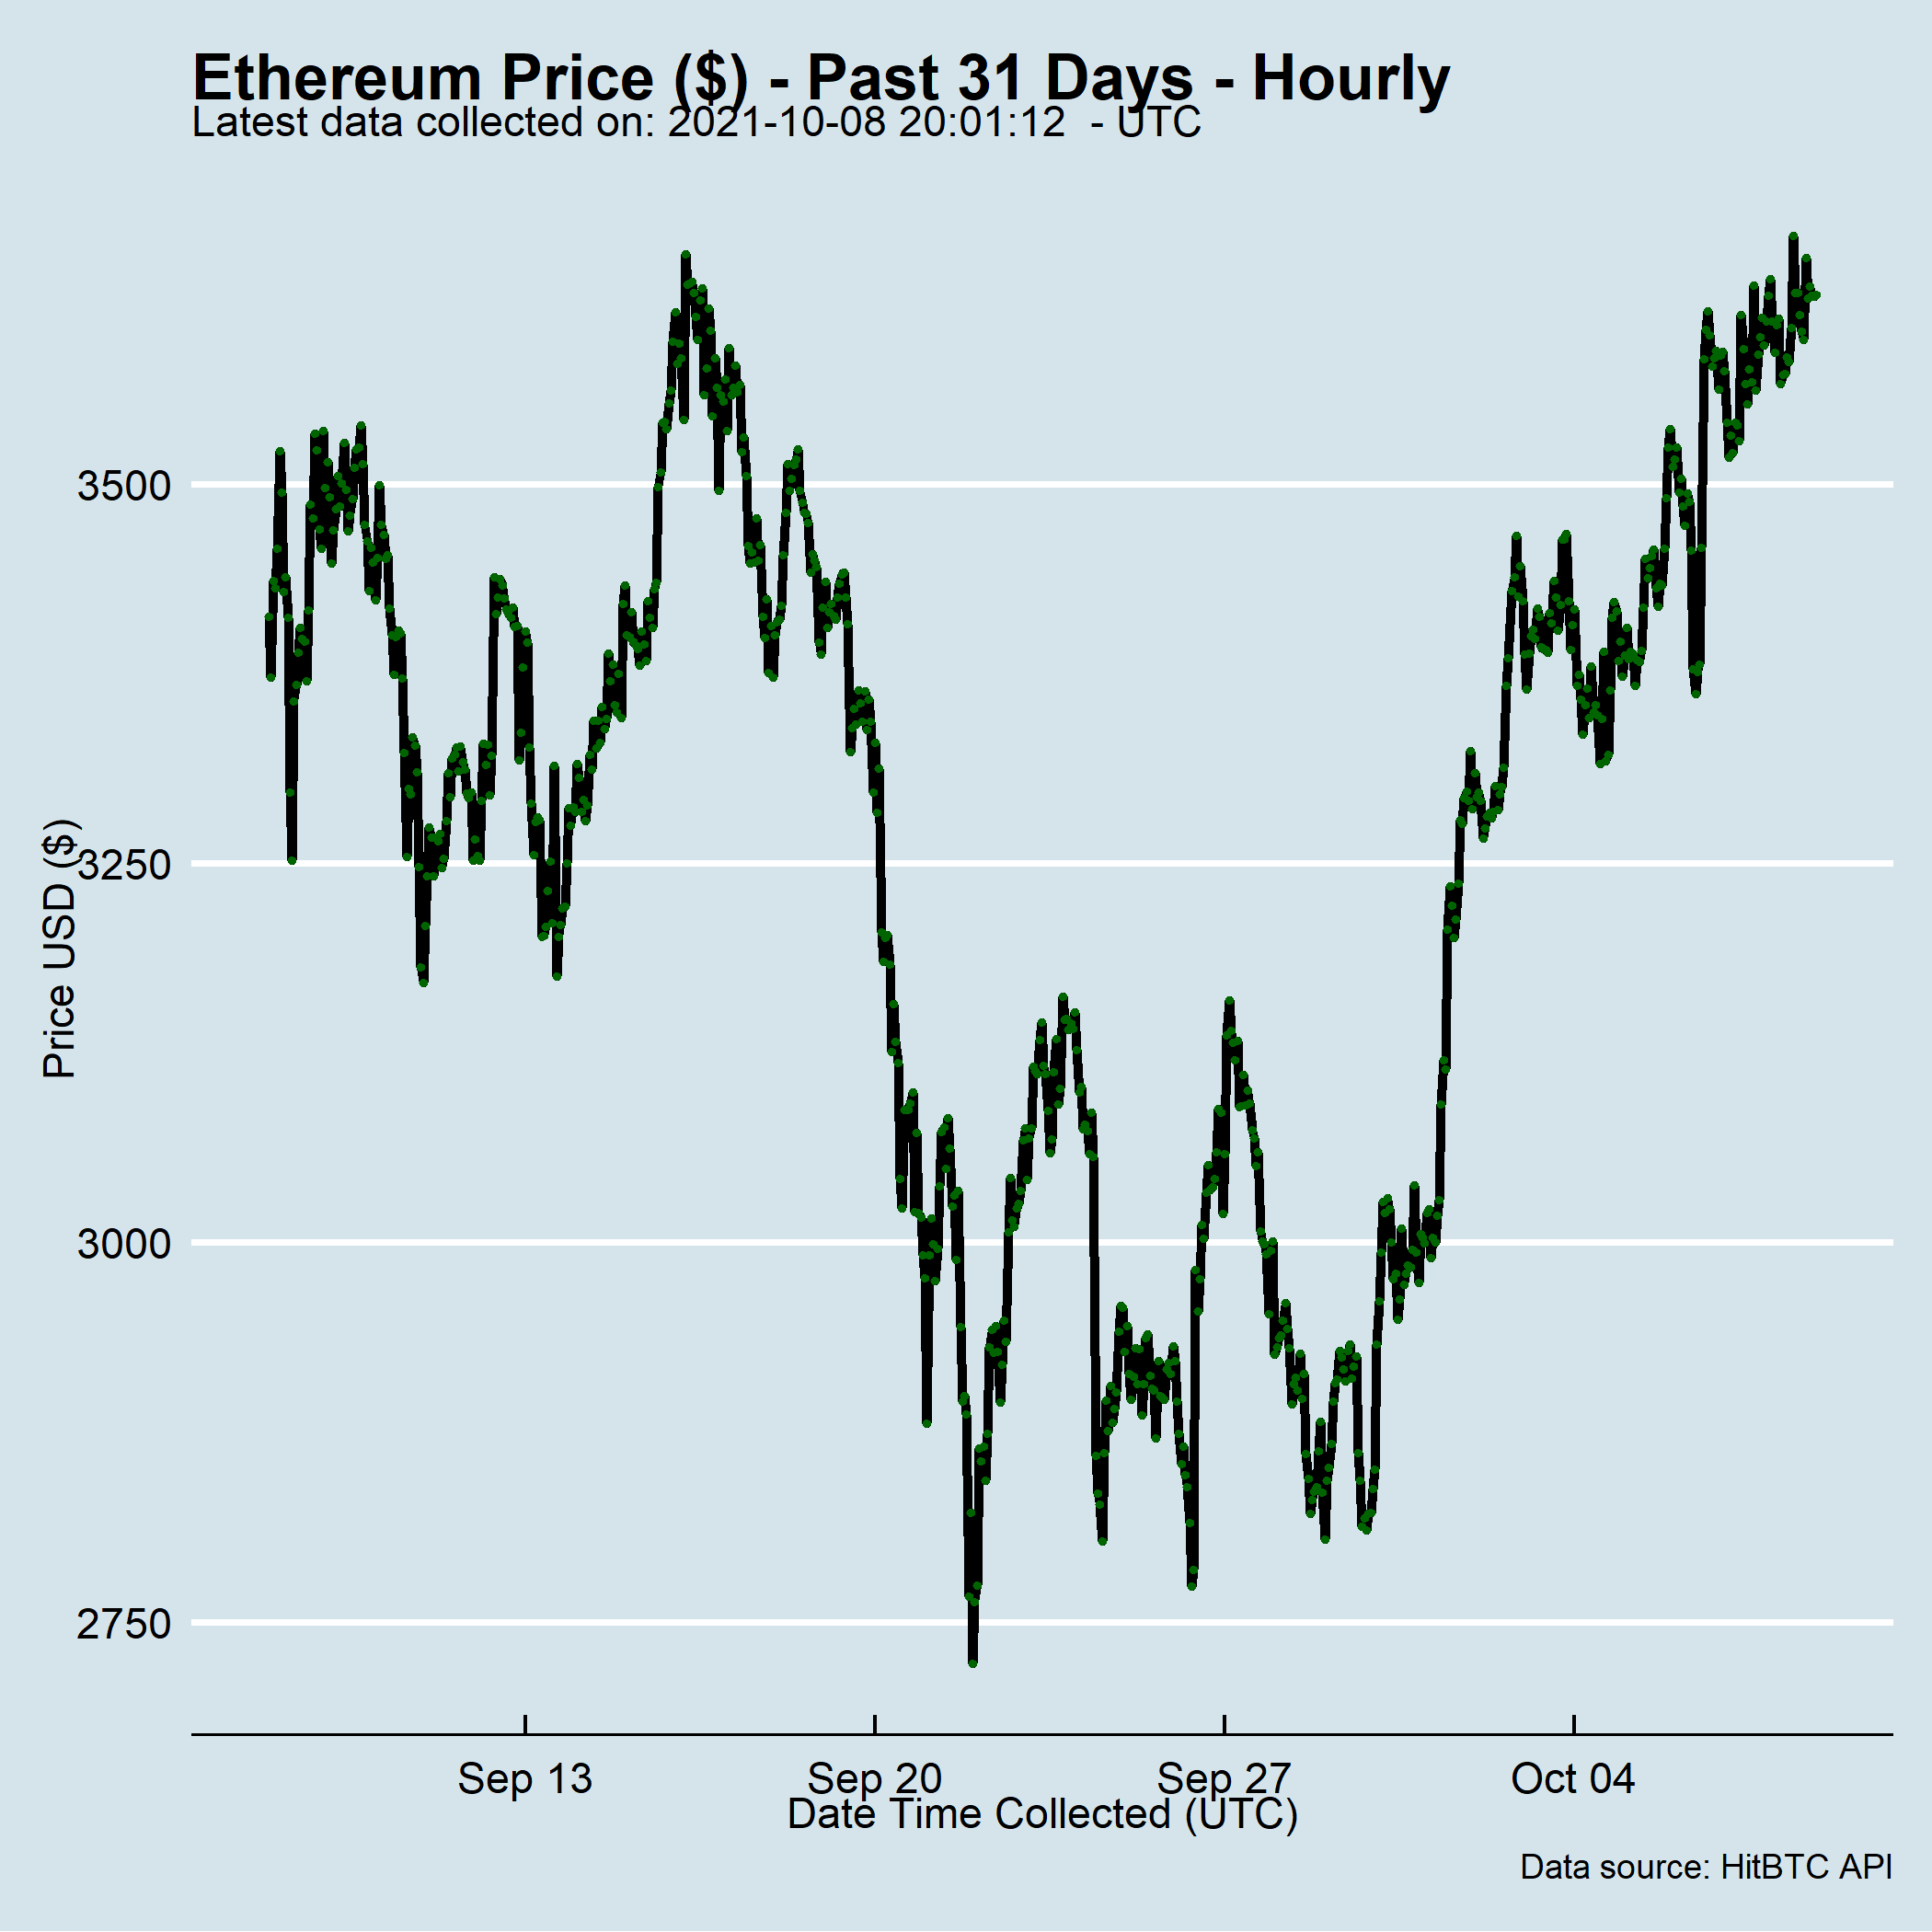 Ethereum Price ($) - Past 31 Days - Hourly
Latest data collected on: 2021-10-08 20:01:12  - UTC
Price USD ($)
3500
3250
3000
2750
Sep 13
Sep 20
Sep 27
Oct 04
Date Time Collected (UTC)
Data source: HitBTC API